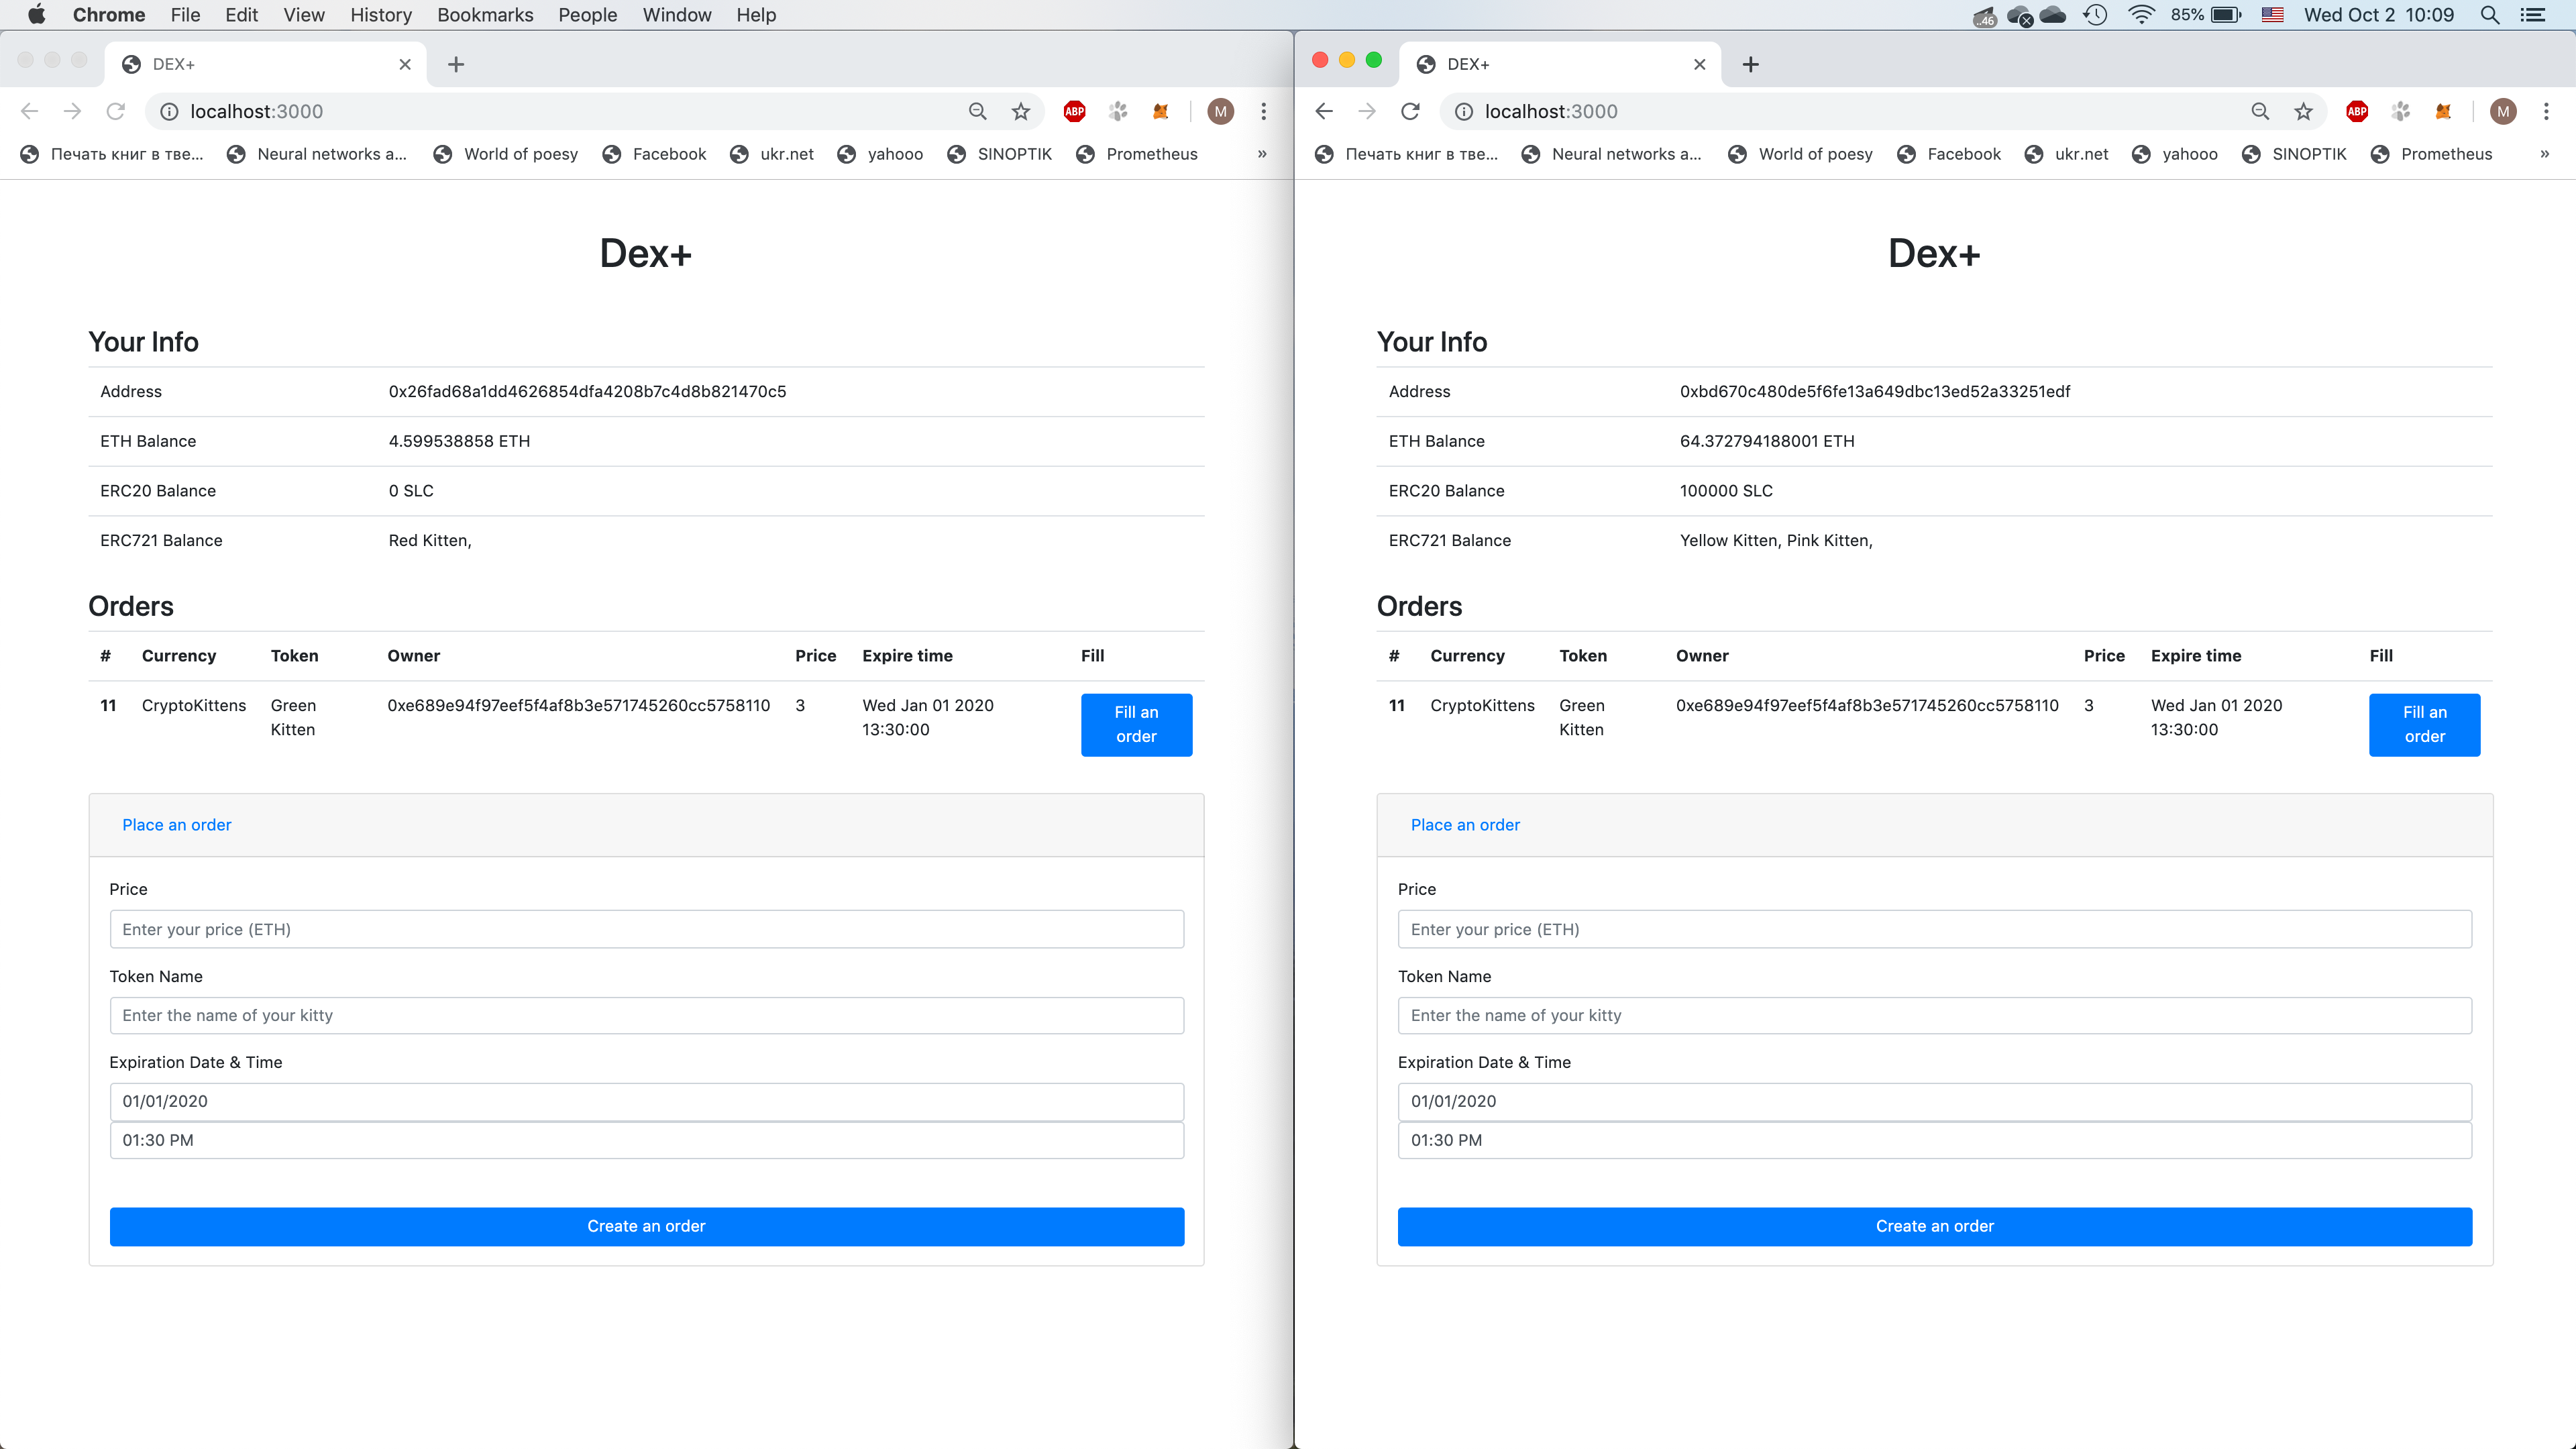 Chrome File Edit View History Bookmarks People Window Help
..46 85% Wed Oct 2 10:09
DEX+
localhost:3000
ABP
M
Печать книг в тве... Neural networks a... World of poesy Facebook ukr.net yahooo SINOPTIK Prometheus »
Dex+
Your Info
Address 0x26fad68a1dd4626854dfa4208b7c4d8b821470c5
ETH Balance 4.599538858 ETH
ERC20 Balance 0 SLC
ERC721 Balance Red Kitten,
Orders
# Currency Token Owner Price Expire time Fill
11 CryptoKittens Green 0xe689e94f97eef5f4af8b3e571745260cc5758110 3 Wed Jan 01 2020 Fill an
Kitten 13:30:00 order
Place an order
Price
Enter your price (ETH)
Token Name
Enter the name of your kitty
Expiration Date & Time
01/01/2020
01:30 PM
Create an order
DEX+
localhost:3000
ABP
M
Печать книг в тве... Neural networks a... World of poesy Facebook ukr.net yahooo SINOPTIK Prometheus »
Dex+
Your Info
Address 0xbd670c480de5f6fe13a649dbc13ed52a33251edf
ETH Balance 64.372794188001 ETH
ERC20 Balance 100000 SLC
ERC721 Balance Yellow Kitten, Pink Kitten,
Orders
# Currency Token Owner Price Expire time Fill
11 CryptoKittens Green 0xe689e94f97eef5f4af8b3e571745260cc5758110 3 Wed Jan 01 2020 Fill an
Kitten 13:30:00 order
Place an order
Price
Enter your price (ETH)
Token Name
Enter the name of your kitty
Expiration Date & Time
01/01/2020
01:30 PM
Create an order